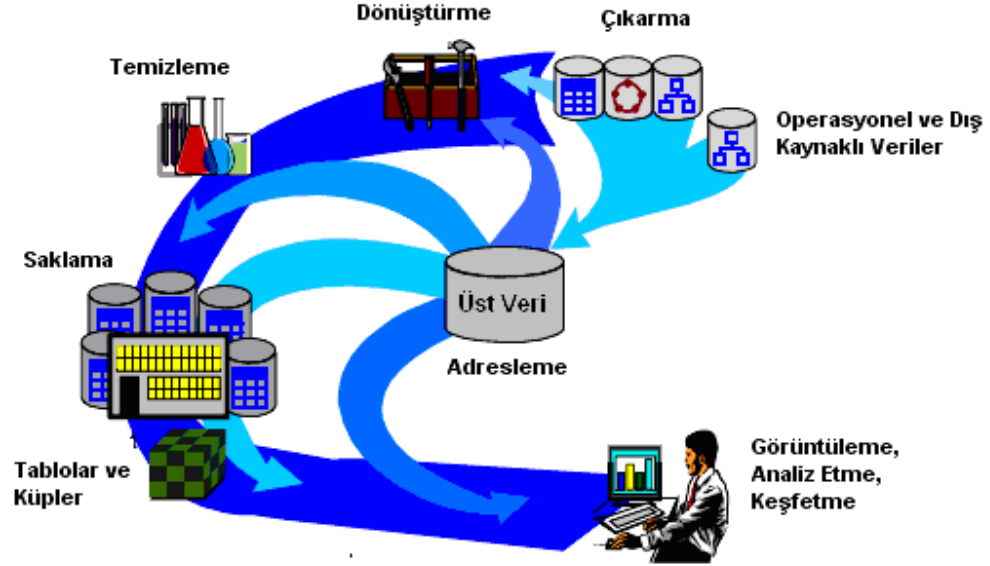 Dönüştürme
Çıkarma
Temizleme
Operasyonel ve Dış
Kaynaklı Veriler
Saklama
Üst Veri
Adresleme
Tablolar ve
Küpler
Görüntüleme,
Analiz Etme,
Keşfetme